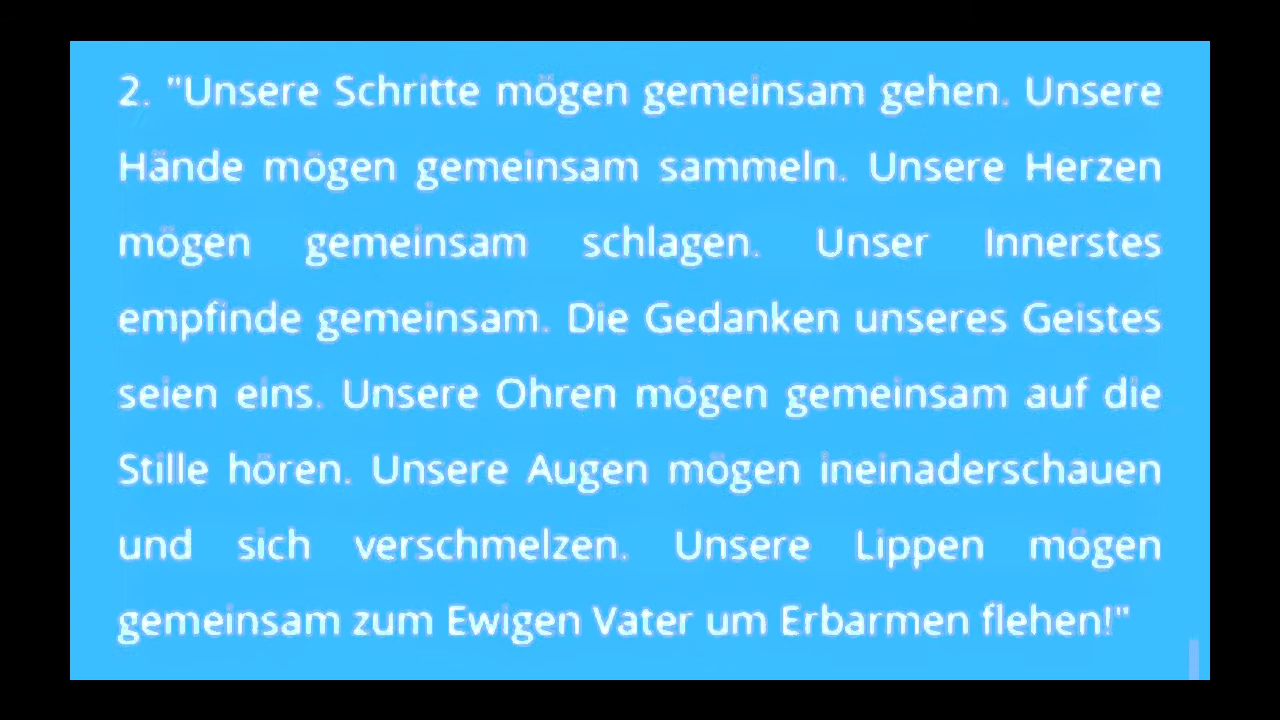 2. "Unsere Schritte mögen gemeinsam gehen. Unsere
Hände mögen gemeinsam sammeln. Unsere Herzen
mögen gemeinsam schlagen. Unser Innerstes
empfinde gemeinsam. Die Gedanken unseres Geistes
seien eins. Unsere Ohren mögen gemeinsam auf die
Stille hören. Unsere Augen mögen ineinaderschauen
und sich verschmelzen. Unsere Lippen mögen
gemeinsam zum Ewigen Vater um Erbarmen flehen!"